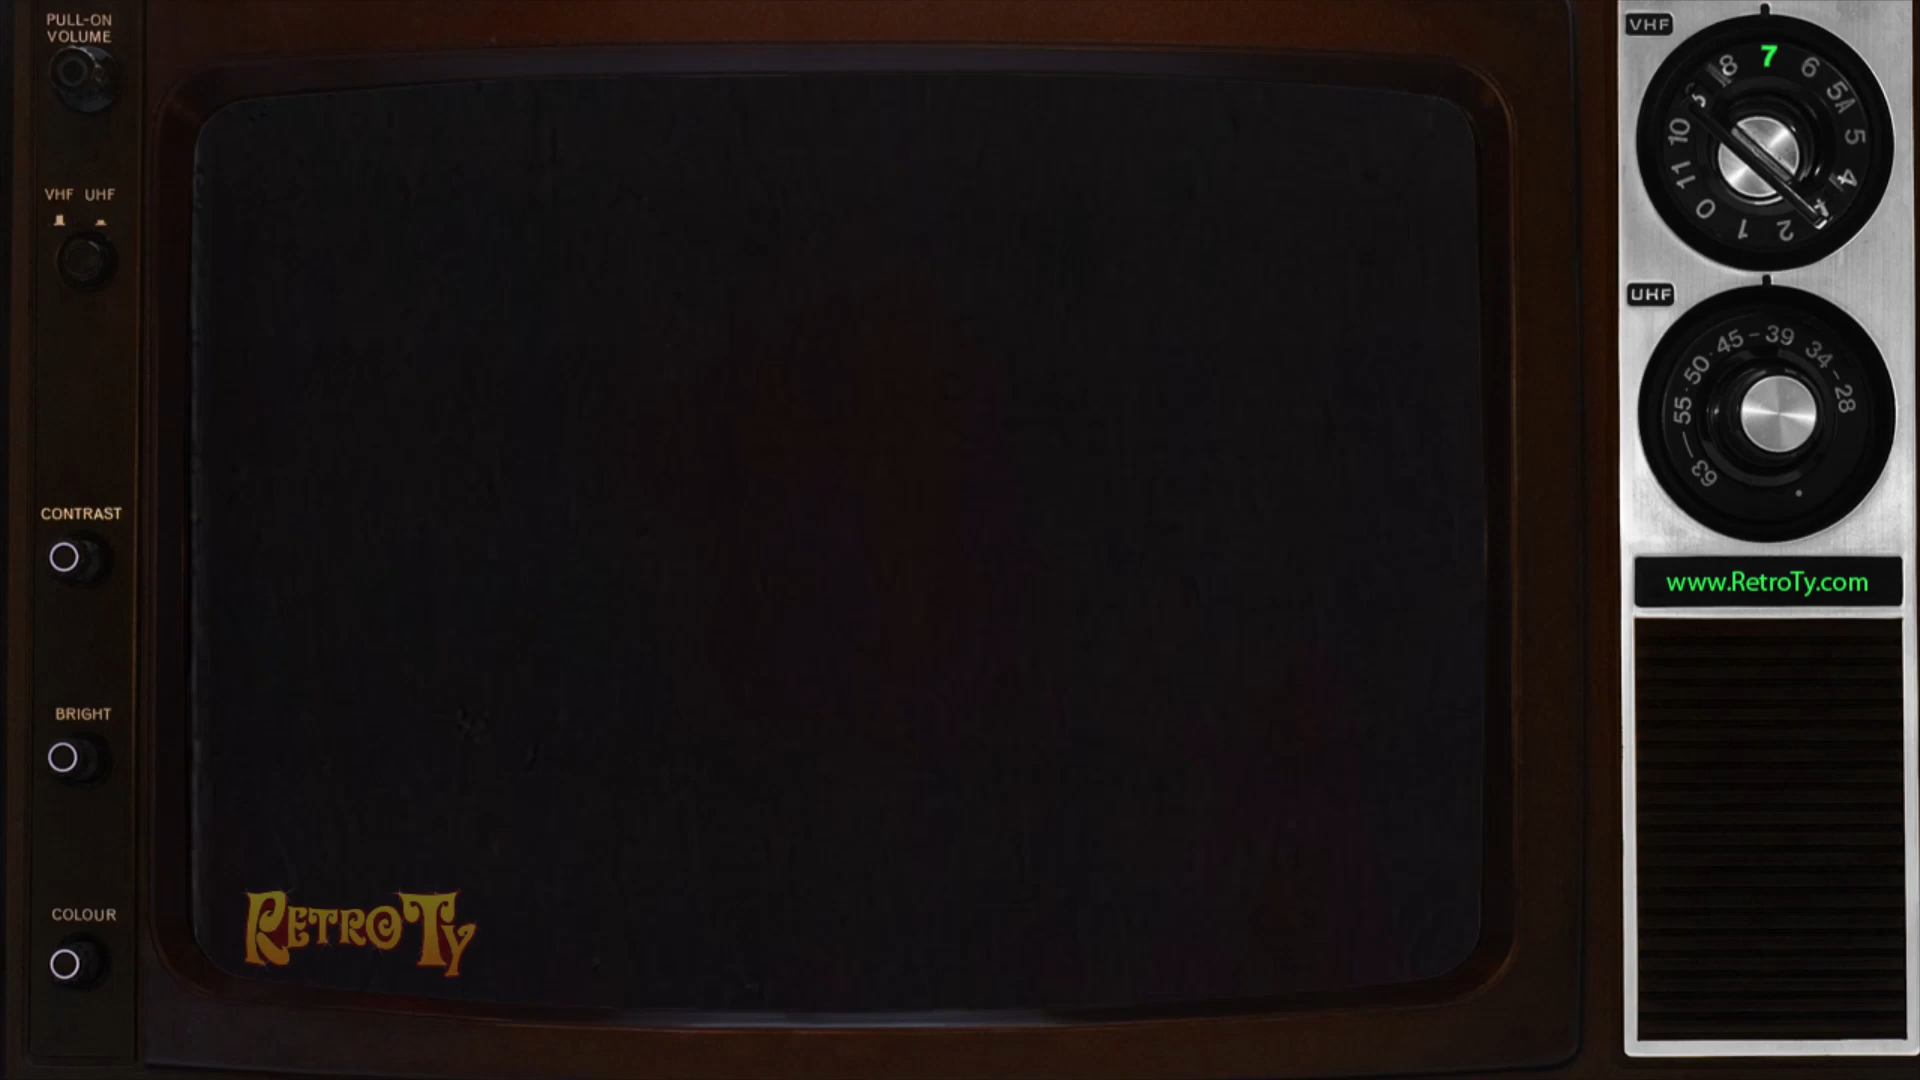 PULL-ON
VOLUME
VHF UHF
CONTRAST
BRIGHT
COLOUR
RETROTY
VHF
7
6
5A
5
4
2
1
0
11
10
8
UHF
63 — 55 · 50 · 45 – 39 34 – 28
www.RetroTy.com